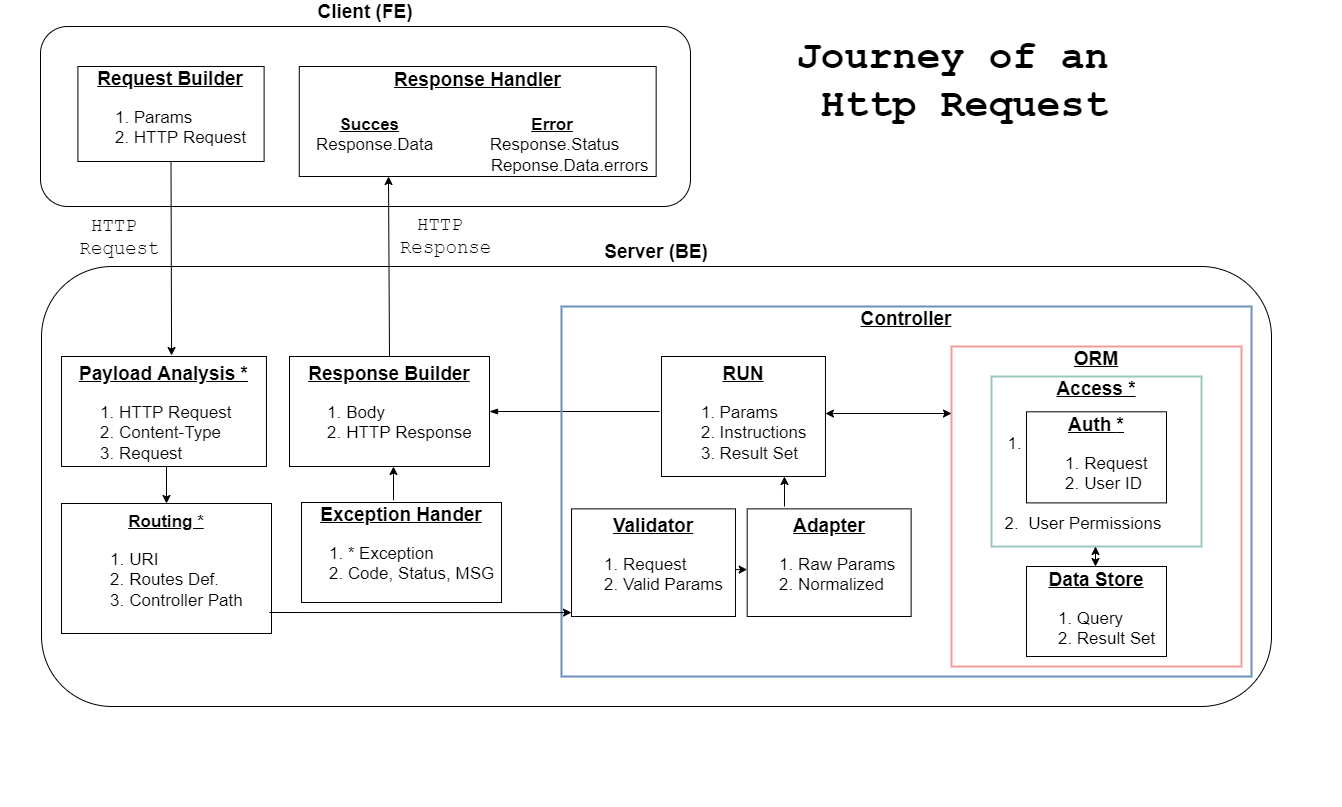 Client (FE)
Journey of an
Http Request
Request Builder
1. Params
2. HTTP Request
Response Handler
Succes
Response.Data
Error
Response.Status
Reponse.Data.errors
HTTP
Request
HTTP
Response
Server (BE)
Payload Analysis *
1. HTTP Request
2. Content-Type
3. Request
Response Builder
1. Body
2. HTTP Response
Routing *
1. URI
2. Routes Def.
3. Controller Path
Exception Hander
1. * Exception
2. Code, Status, MSG
Controller
RUN
1. Params
2. Instructions
3. Result Set
Validator
1. Request
2. Valid Params
Adapter
1. Raw Params
2. Normalized
ORM
Access *
1.
Auth *
1. Request
2. User ID
2. User Permissions
Data Store
1. Query
2. Result Set